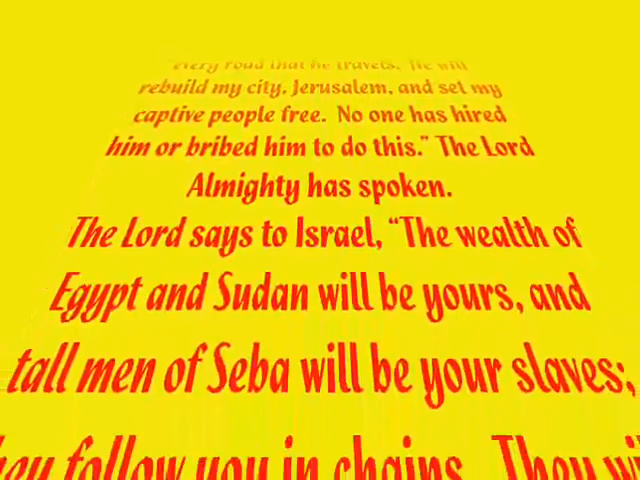 "every road that he travels. He will
rebuild my city, Jerusalem, and set my
captive people free. No one has hired
him or bribed him to do this." The Lord
Almighty has spoken.
The Lord says to Israel, "The wealth of
Egypt and Sudan will be yours, and
tall men of Seba will be your slaves;
hey follow you in chains. They wi